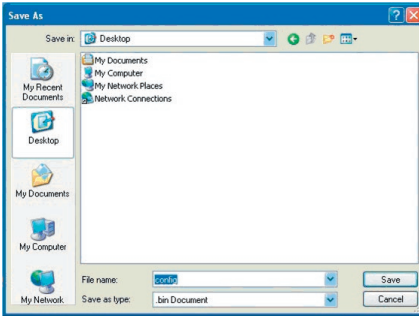 Save As
Save in:
Desktop
My Documents
My Computer
My Network Places
Network Connections
My Recent
Documents
Desktop
My Documents
My Computer
My Network
File name:
config
Save
Save as type:
.bin Document
Cancel